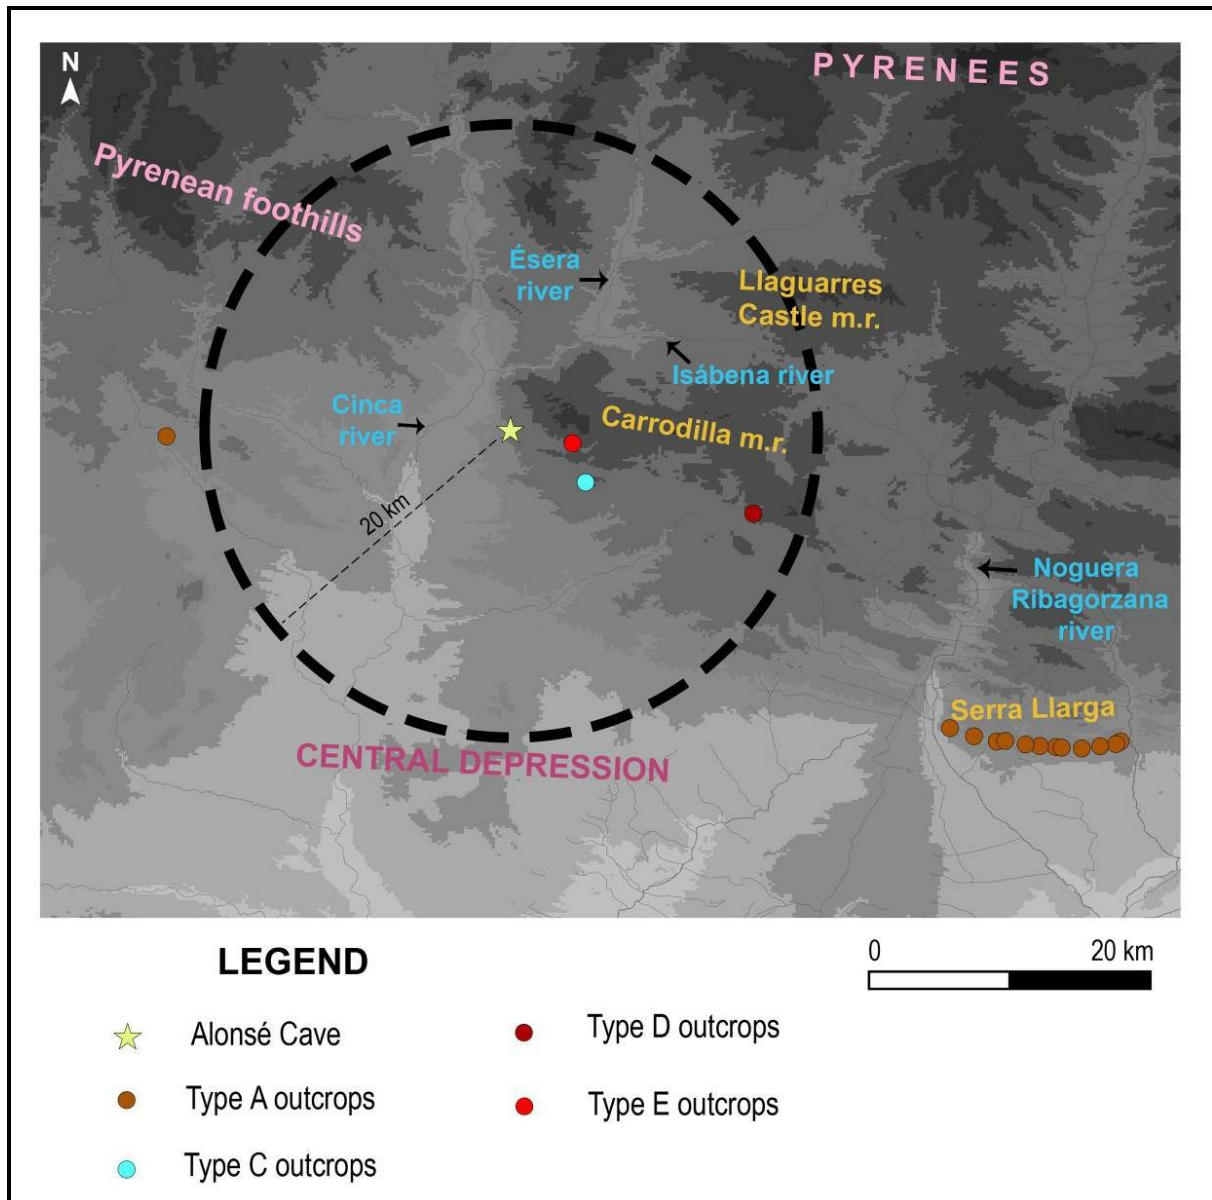 N
PYRENEES
Pyrenean foothills
Ésera
river
Llaguarres
Castle m.r.
Isábena river
Cinca
river
Carrodilla m.r.
20 km
Noguera
Ribagorzana
river
Serra Llarga
CENTRAL DEPRESSION
LEGEND
0 20 km
Alonsé Cave
Type D outcrops
Type A outcrops
Type E outcrops
Type C outcrops